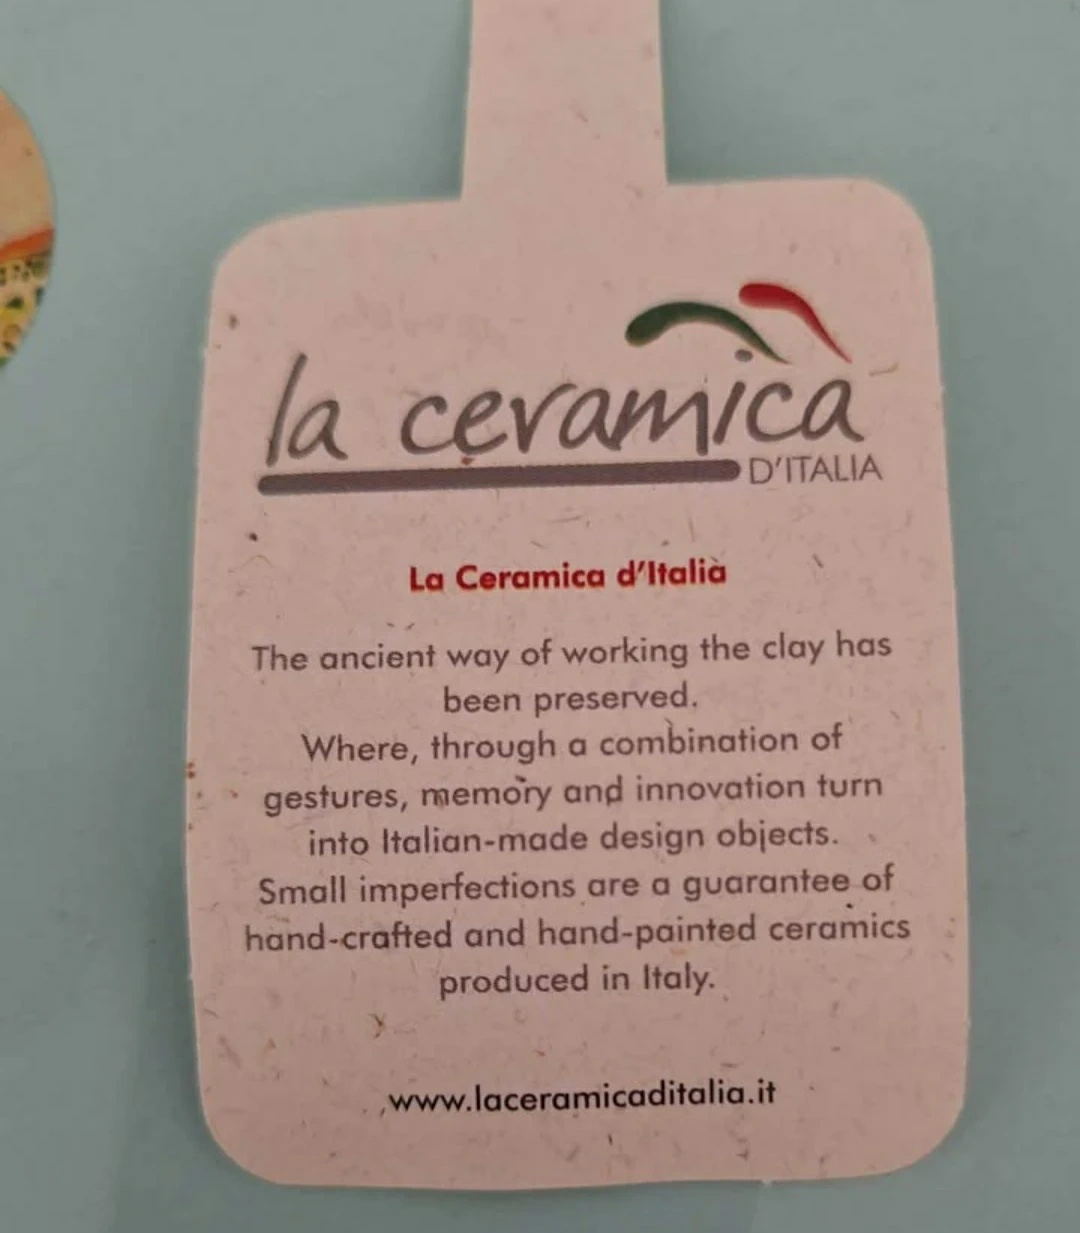 la ceramica
D'ITALIA
La Ceramica d'Italia
The ancient way of working the clay has
been preserved.
Where, through a combination of
gestures, memory and innovation turn
into Italian-made design objects.
Small imperfections are a guarantee of
hand-crafted and hand-painted ceramics
produced in Italy.
www.laceramicaditalia.it